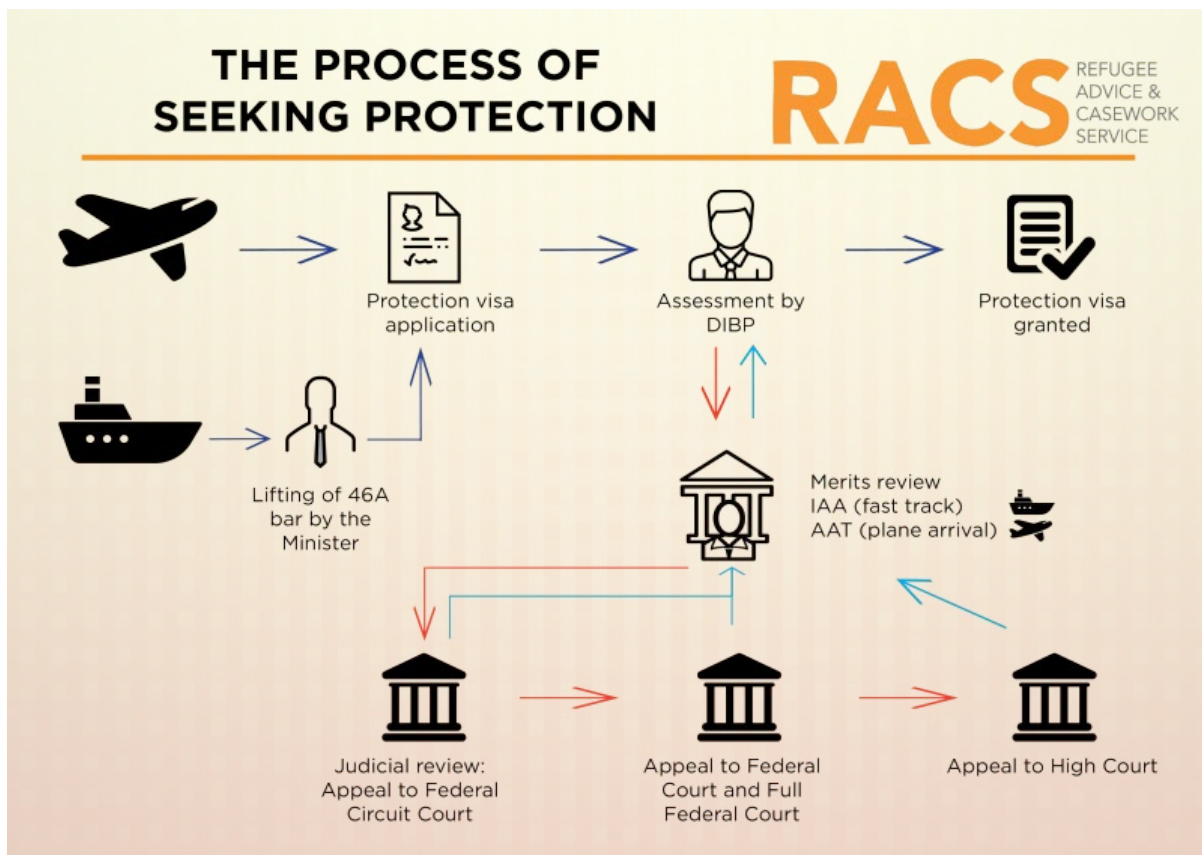 THE PROCESS OF
SEEKING PROTECTION
RACS
REFUGEE
ADVICE &
CASEWORK
SERVICE
Protection visa
application
Assessment by
DIBP
Protection visa
granted
Lifting of 46A
bar by the
Minister
Merits review
IAA (fast track)
AAT (plane arrival)
Judicial review:
Appeal to Federal
Circuit Court
Appeal to Federal
Court and Full
Federal Court
Appeal to High Court